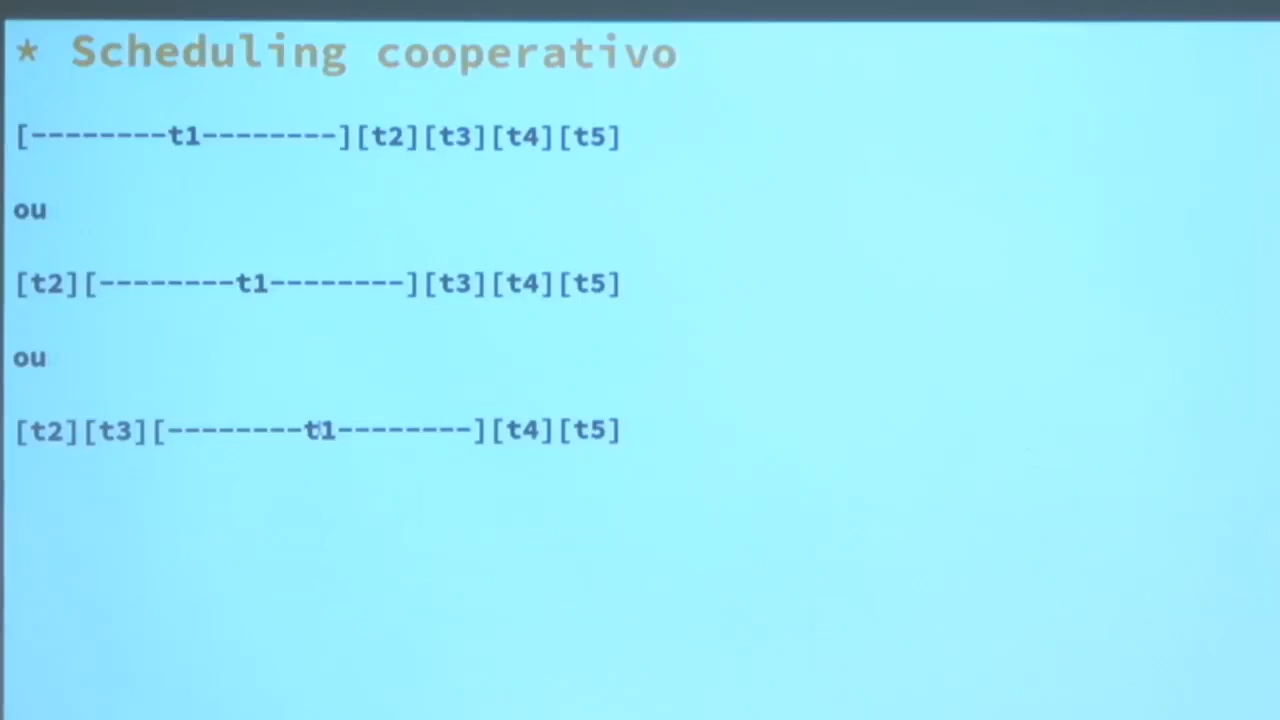 * Scheduling cooperativo
[--------t1--------][t2][t3][t4][t5]
ou
[t2][--------t1--------][t3][t4][t5]
ou
[t2][t3][--------t1--------][t4][t5]